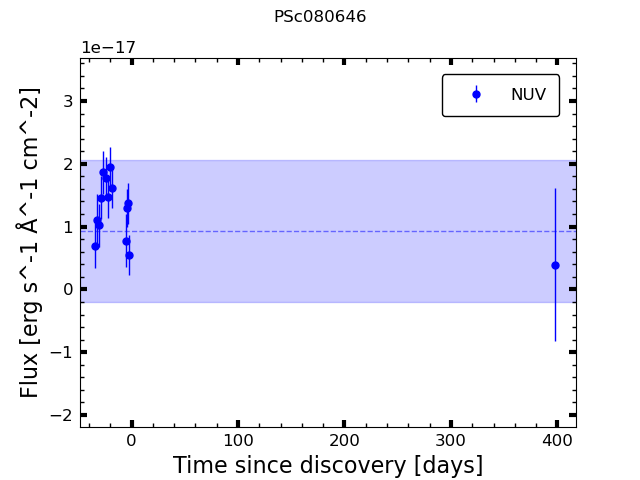 PSc080646
1e−17
NUV
3
2
1
0
−1
−2
Flux [erg s^-1 Å^-1 cm^-2]
0
100
200
300
400
Time since discovery [days]